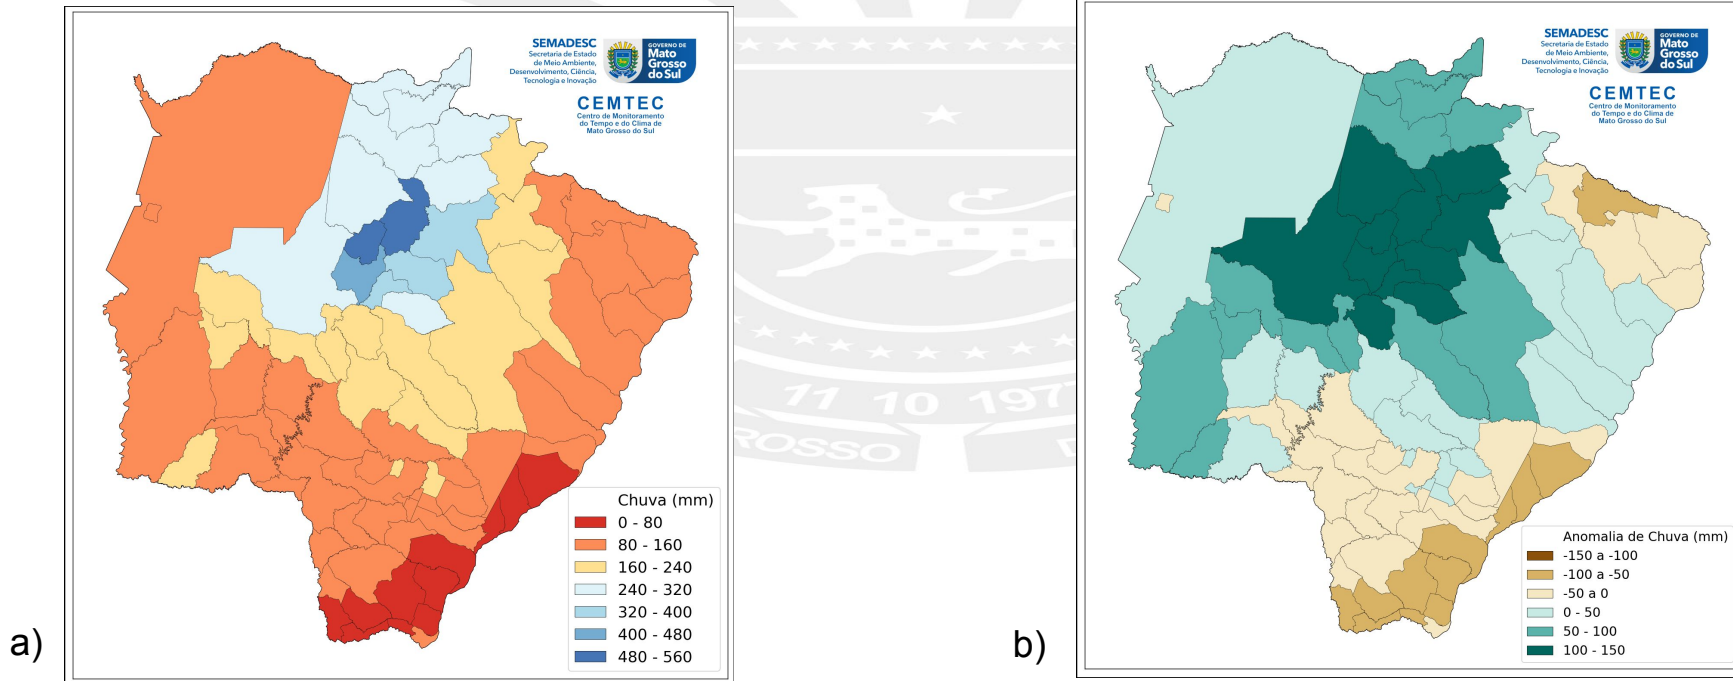 SEMADESC
Secretaria de Estado
de Meio Ambiente,
Desenvolvimento, Ciência,
Tecnologia e Inovação
GOVERNO DE
Mato
Grosso
do Sul
CEMTEC
Centro de Monitoramento
do Tempo e do Clima de
Mato Grosso do Sul
Chuva (mm)
0 - 80
80 - 160
160 - 240
240 - 320
320 - 400
400 - 480
480 - 560
a)
11 10 197
ROSSO
D
SEMADESC
Secretaria de Estado
de Meio Ambiente,
Desenvolvimento, Ciência,
Tecnologia e Inovação
GOVERNO DE
Mato
Grosso
do Sul
CEMTEC
Centro de Monitoramento
do Tempo e do Clima de
Mato Grosso do Sul
Anomalia de Chuva (mm)
-150 a -100
-100 a -50
-50 a 0
0 - 50
50 - 100
100 - 150
b)